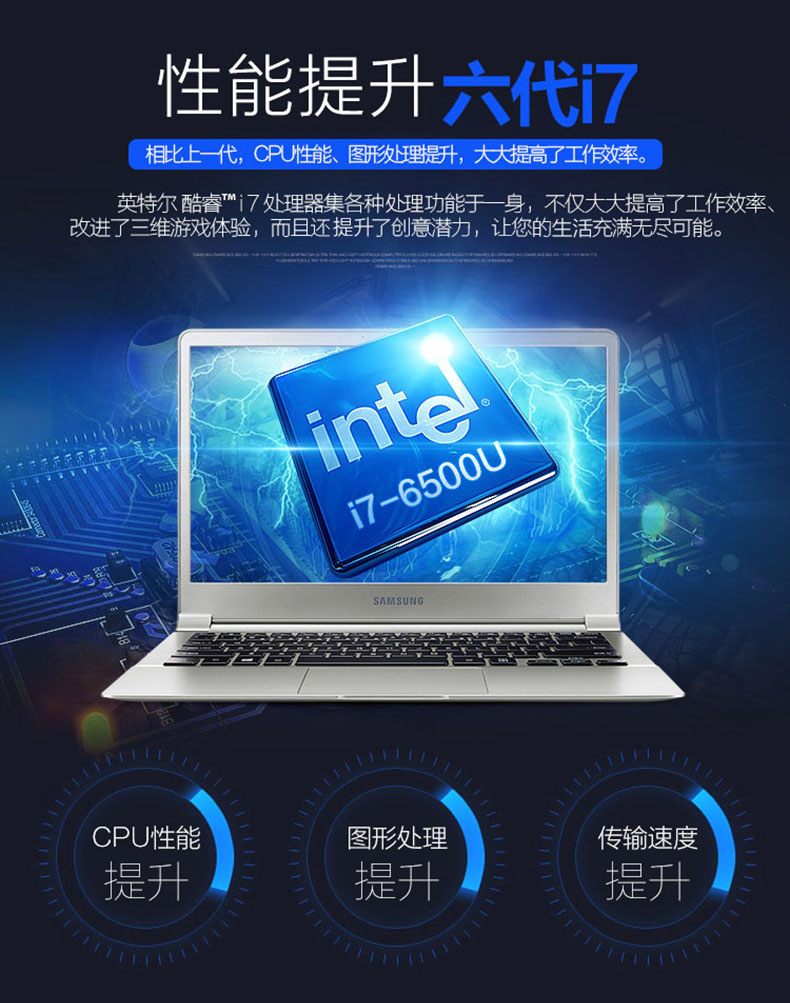 性能提升 六代i7
相比上一代，CPU性能、图形处理提升，大大提高了工作效率。
英特尔 酷睿™ i7 处理器集各种处理功能于一身，不仅大大提高了工作效率、
改进了三维游戏体验，而且还提升了创意潜力，让您的生活充满无尽可能。
intel®
i7-6500U
SAMSUNG
CPU性能
提升
图形处理
提升
传输速度
提升